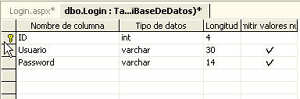 Login.aspx* dbo.Login : Ta...iBaseDeDatos)*
Nombre de columna Tipo de datos Longitud mitir valores nu
ID int 4
Usuario varchar 30
Password varchar 14